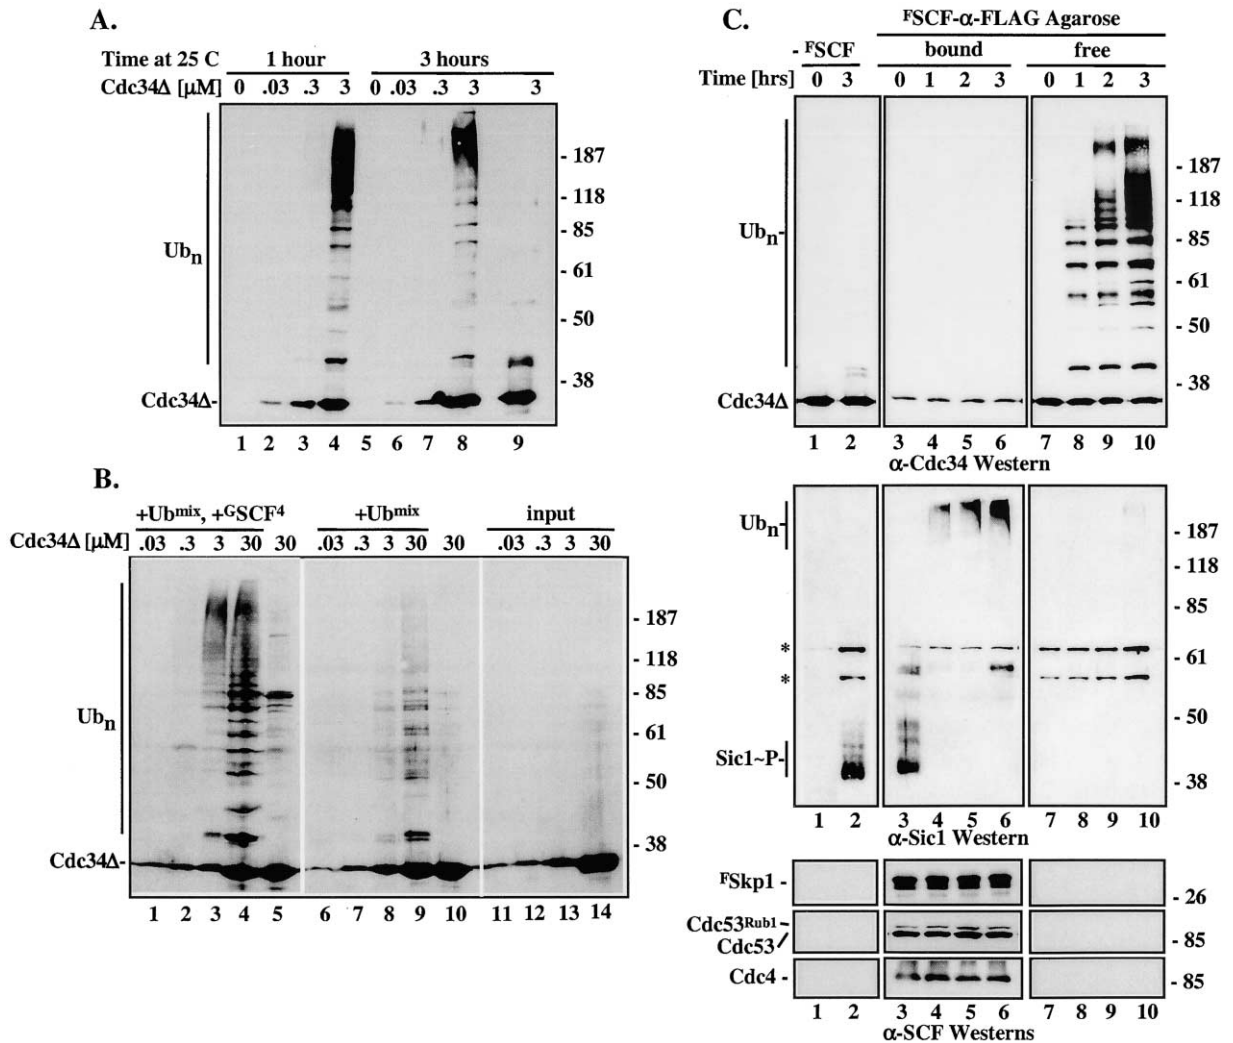 A.
Time at 25 C 1 hour 3 hours
Cdc34Δ [μM] 0 .03 .3 3 0 .03 .3 3 3
- 187
- 118
- 85
Ubn
- 61
- 50
- 38
Cdc34Δ-
1 2 3 4 5 6 7 8 9
B.
+Ubmix, +GSCF4 +Ubmix input
Cdc34Δ [μM] .03 .3 3 30 30 .03 .3 3 30 30 .03 .3 3 30
- 187
- 118
- 85
Ubn
- 61
- 50
- 38
Cdc34Δ-
1 2 3 4 5 6 7 8 9 10 11 12 13 14
C.
FSCF-α-FLAG Agarose
- FSCF bound free
Time [hrs] 0 3 0 1 2 3 0 1 2 3
- 187
- 118
Ubn-
- 85
- 61
- 50
- 38
Cdc34Δ
1 2 3 4 5 6 7 8 9 10
α-Cdc34 Western
Ubn-
- 187
- 118
- 85
*
- 61
*
- 50
Sic1~P-
- 38
1 2 3 4 5 6 7 8 9 10
α-Sic1 Western
FSkp1 -
- 26
Cdc53Rub1-
Cdc53
- 85
Cdc4 -
- 85
1 2 3 4 5 6 7 8 9 10
α-SCF Westerns